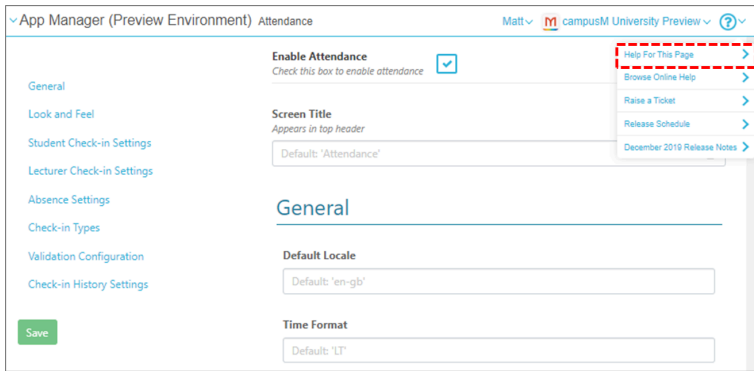 App Manager (Preview Environment) Attendance
Matt campusM University Preview ?
Help For This Page
Browse Online Help
Raise a Ticket
Release Schedule
December 2019 Release Notes
General
Look and Feel
Student Check-in Settings
Lecturer Check-in Settings
Absence Settings
Check-in Types
Validation Configuration
Check-in History Settings
Save
Enable Attendance
Check this box to enable attendance
Screen Title
Appears in top header
Default: 'Attendance'
General
Default Locale
Default: 'en-gb'
Time Format
Default: 'LT'